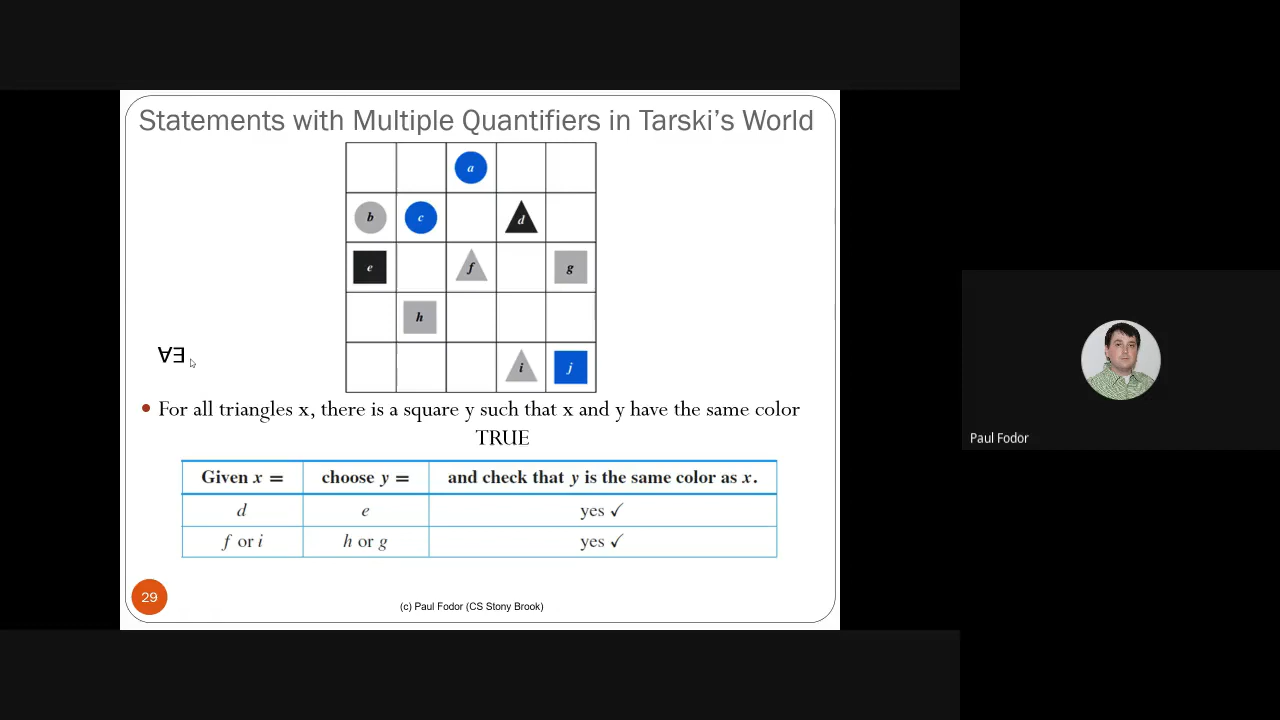 Statements with Multiple Quantifiers in Tarski's World
a
b c d
e f g
h
i j
∀∃
• For all triangles x, there is a square y such that x and y have the same color
TRUE
Given x = choose y = and check that y is the same color as x.
d e yes ✓
f or i h or g yes ✓
29
(c) Paul Fodor (CS Stony Brook)
Paul Fodor